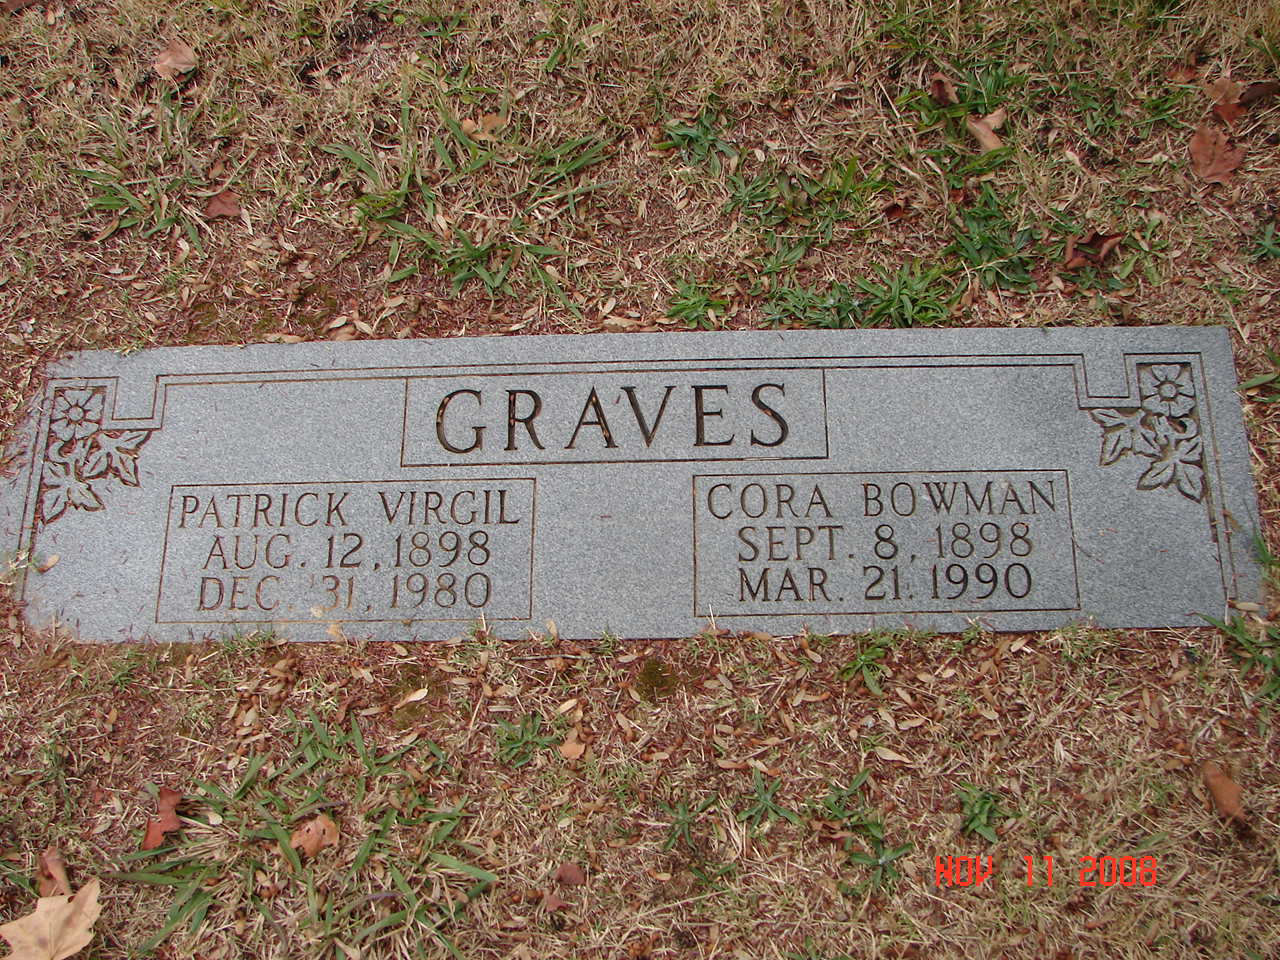 GRAVES
PATRICK VIRGIL
AUG. 12, 1898
DEC. 31, 1980
CORA BOWMAN
SEPT. 8, 1898
MAR. 21. 1990
NOV 11 2008